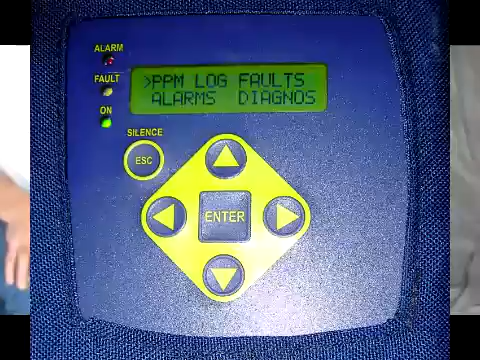 ALARM
FAULT
ON
>PPM LOG FAULTS
ALARMS DIAGNOS
SILENCE
ESC
ENTER